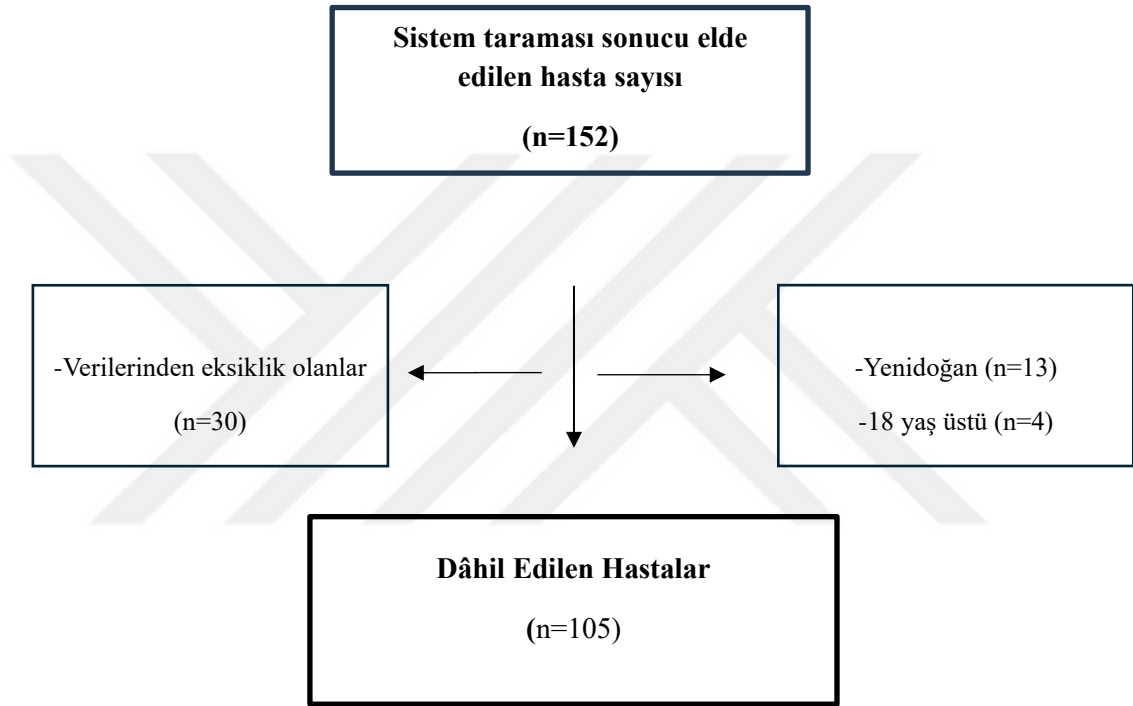 Sistem taraması sonucu elde
edilen hasta sayısı
(n=152)
-Verilerinden eksiklik olanlar
(n=30)
-Yenidoğan (n=13)
-18 yaş üstü (n=4)
Dâhil Edilen Hastalar
(n=105)